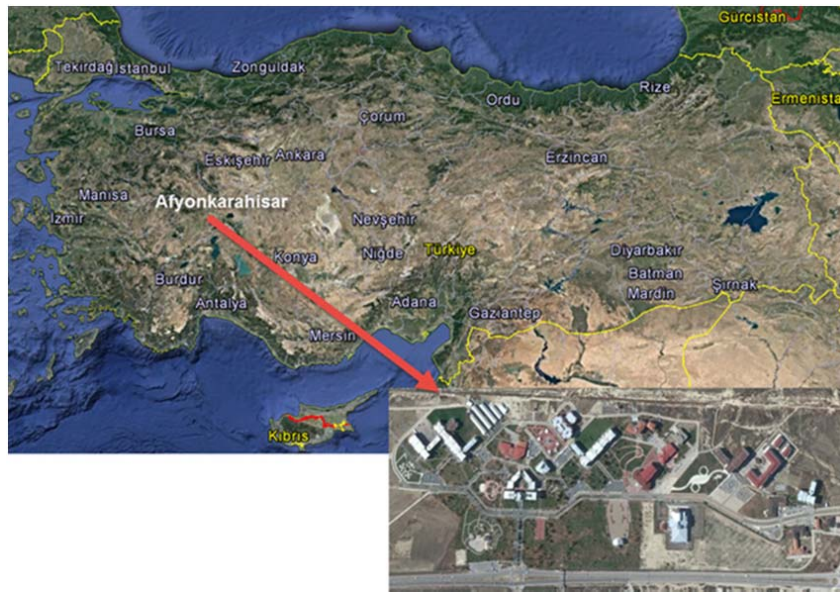 Gürcistan
Tekirdağ İstanbul
Zonguldak
Rize
Ordu
Ermenista
Çorum
Bursa
Eskişehir Ankara
Erzincan
Manisa
Afyonkarahisar
İzmir
Nevşehir
Konya
Niğde
Türkiye
Diyarbakır
Burdur
Batman
Şırnak
Mardin
Antalya
Adana
Gaziantep
Mersin
Kıbrıs